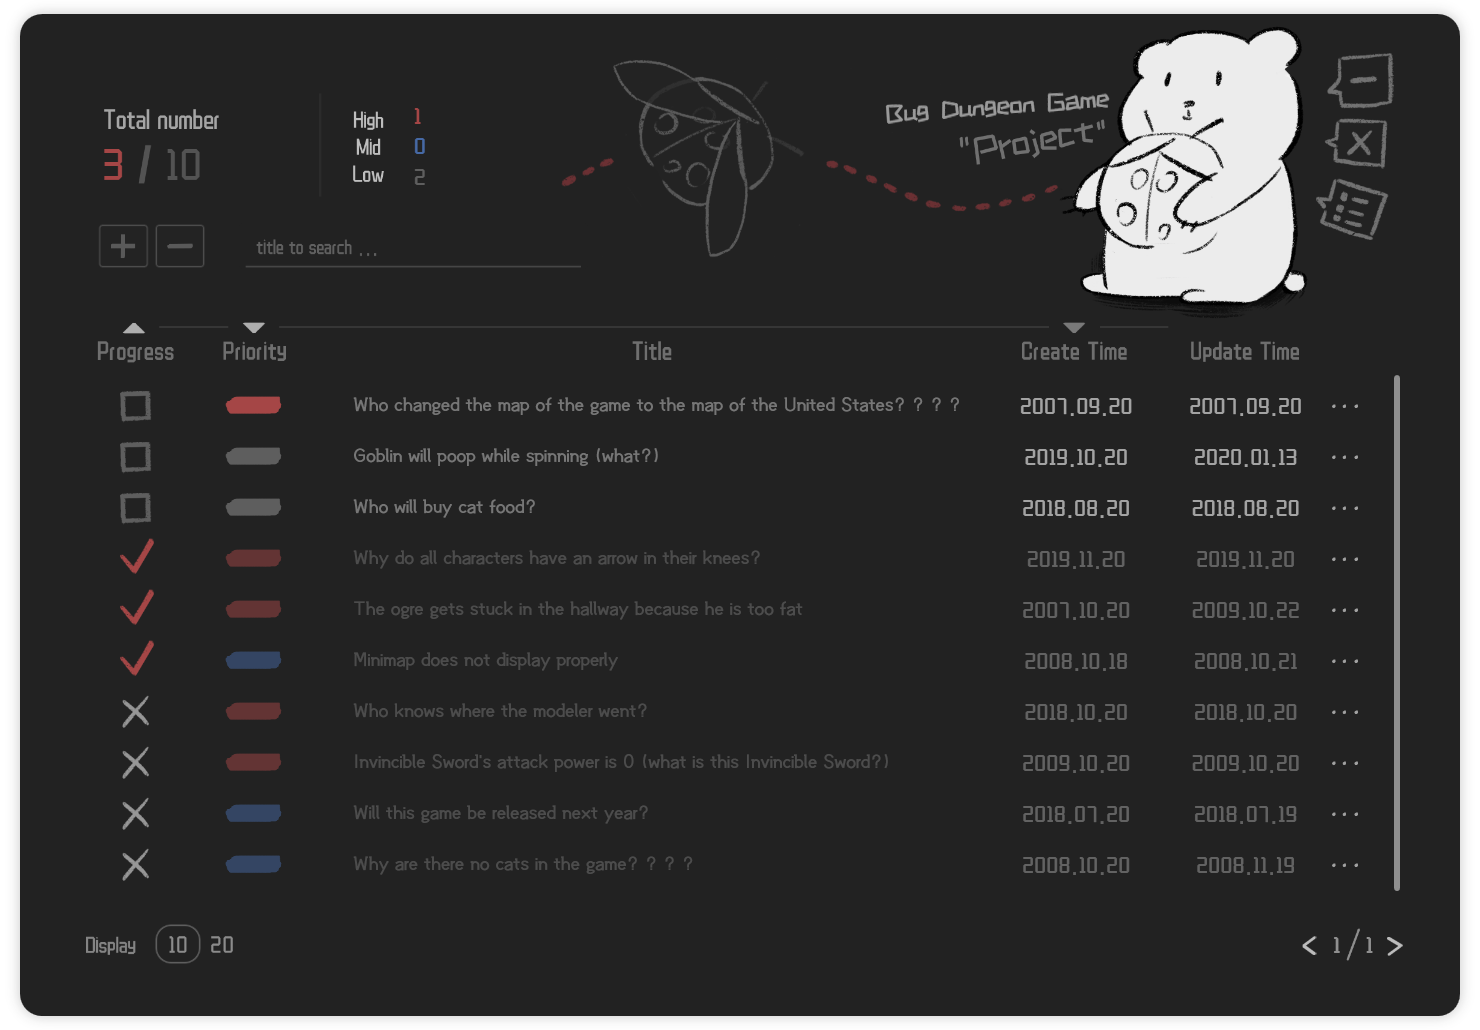 Bug Dungeon Game
"Project"
Total number
3 / 10
High 1
Mid 0
Low 2
title to search ...
Progress Priority Title Create Time Update Time
Who changed the map of the game to the map of the United States? ? ? ? 2007.09.20 2007.09.20 ...
Goblin will poop while spinning (what?) 2019.10.20 2020.01.13 ...
Who will buy cat food? 2018.08.20 2018.08.20 ...
Why do all characters have an arrow in their knees? 2019.11.20 2019.11.20 ...
The ogre gets stuck in the hallway because he is too fat 2007.10.20 2009.10.22 ...
Minimap does not display properly 2008.10.18 2008.10.21 ...
Who knows where the modeler went? 2018.10.20 2018.10.20 ...
Invincible Sword's attack power is 0 (what is this Invincible Sword?) 2009.10.20 2009.10.20 ...
Will this game be released next year? 2018.07.20 2018.07.19 ...
Why are there no cats in the game? ? ? ? 2008.10.20 2008.11.19 ...
Display 10 20
< 1/1 >